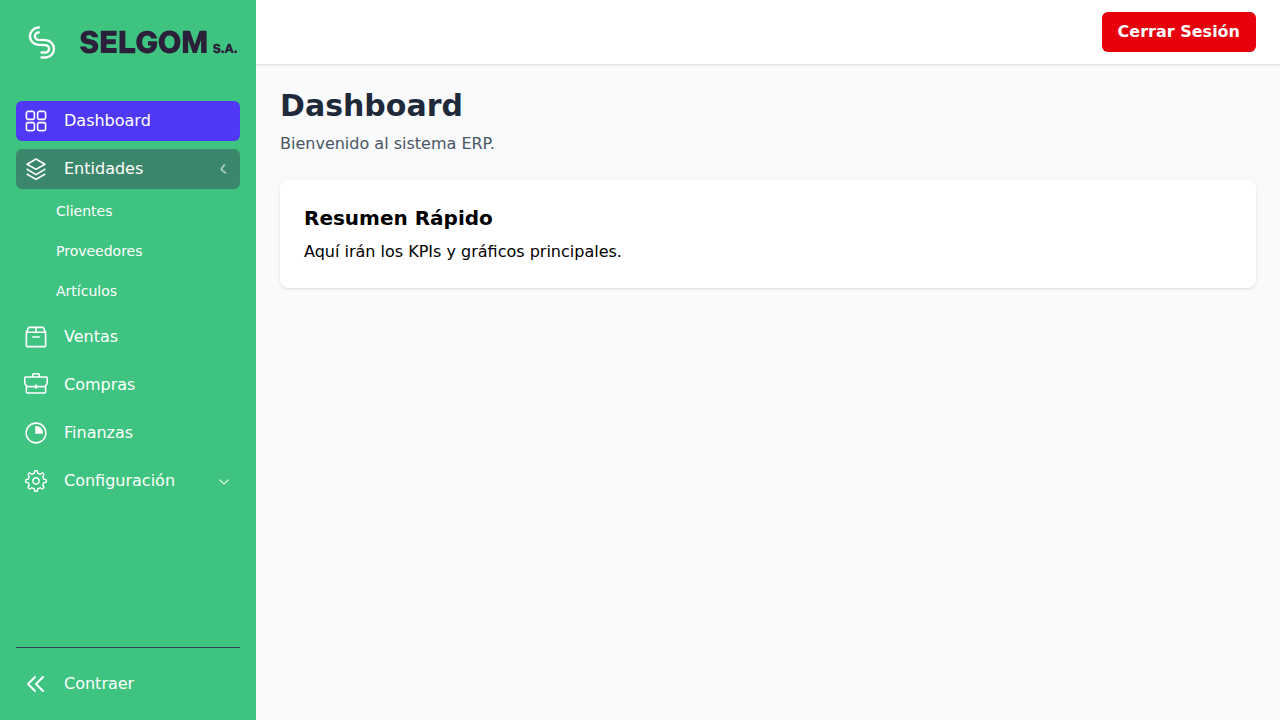 SELGOM S.A.
Cerrar Sesión
Dashboard
Entidades
Clientes
Proveedores
Artículos
Ventas
Compras
Finanzas
Configuración
Contraer
Dashboard
Bienvenido al sistema ERP.
Resumen Rápido
Aquí irán los KPIs y gráficos principales.